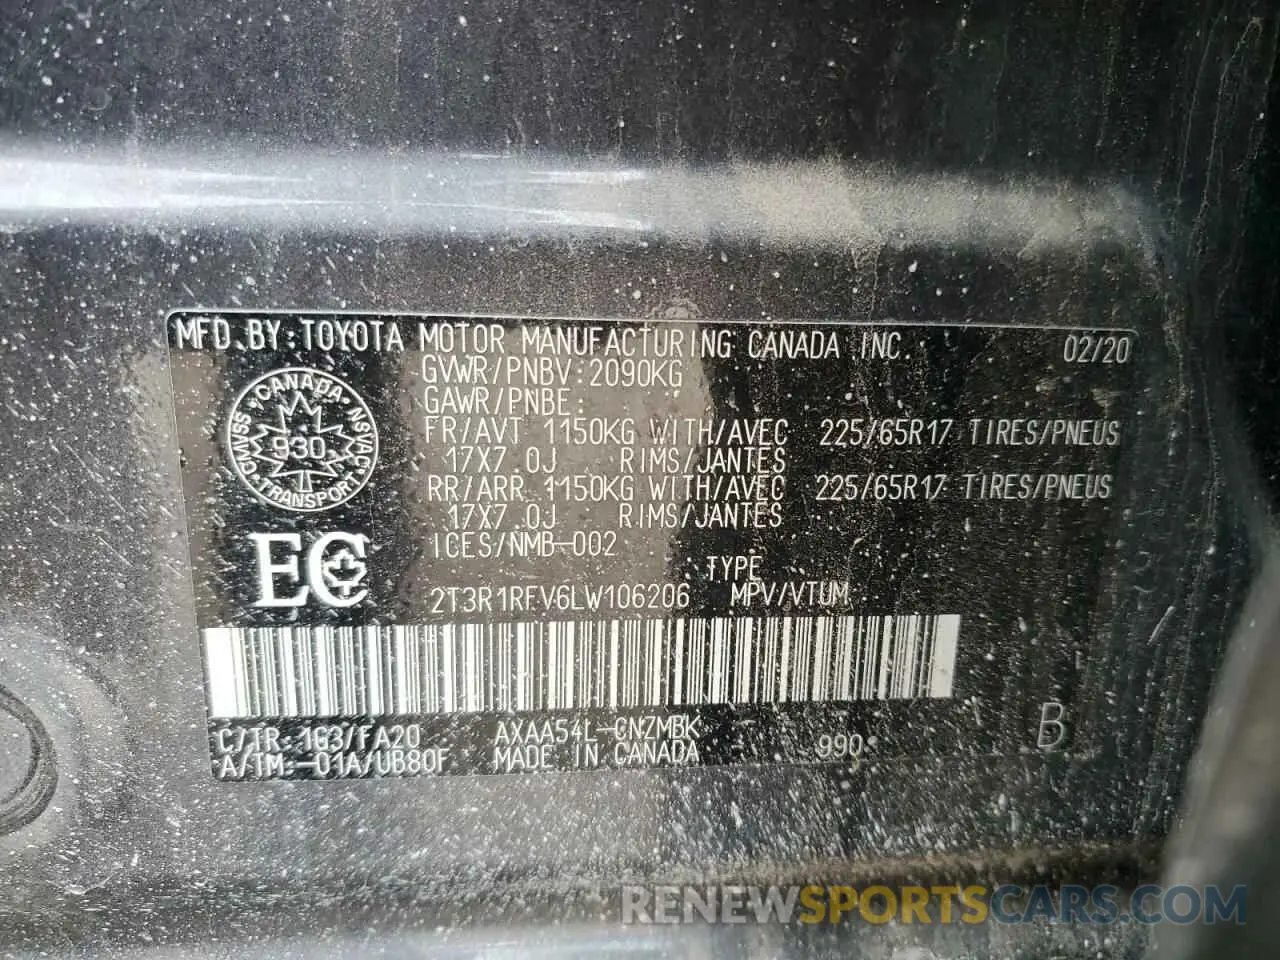 MFD.BY:TOYOTA MOTOR MANUFACTURING CANADA INC. 02/20
GVWR/PNBV:2090KG
GAWR/PNBE:
FR/AVT 1150KG WITH/AVEC 225/65R17 TIRES/PNEUS
17X7.0J RIMS/JANTES
RR/ARR 1150KG WITH/AVEC 225/65R17 TIRES/PNEUS
17X7.0J RIMS/JANTES
ICES/NMB-002
CANADA
CMVSS NSVAC
930
TRANSPORT
EC
TYPE
2T3R1RFV6LW106206 MPV/VTUM
C/TR: 1G3/FA20 AXAA54L-CNZMBK
A/TM:-01A/UB80F MADE IN CANADA 990 B
RENEWSPORTSCARS.COM